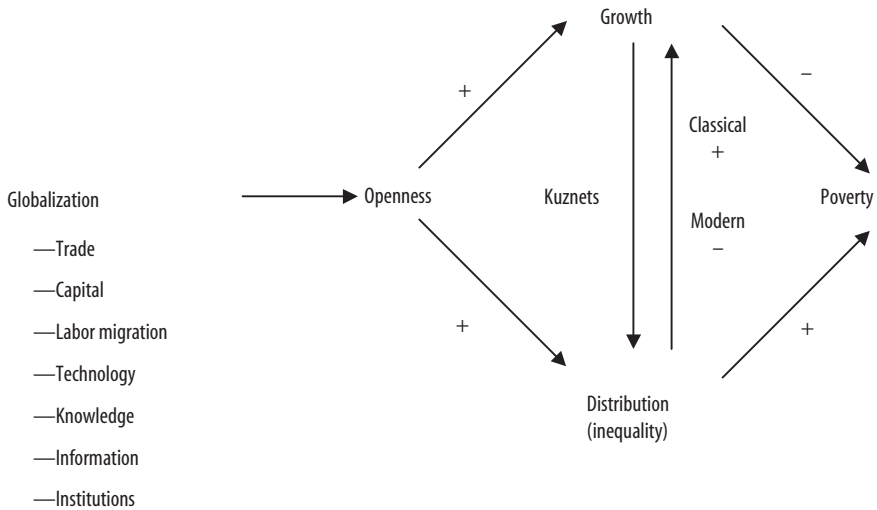 Growth
+
–
Classical
+
Globalization
Openness
Kuznets
Modern
–
Poverty
—Trade
—Capital
—Labor migration
+
+
—Technology
—Knowledge
Distribution
(inequality)
—Information
—Institutions